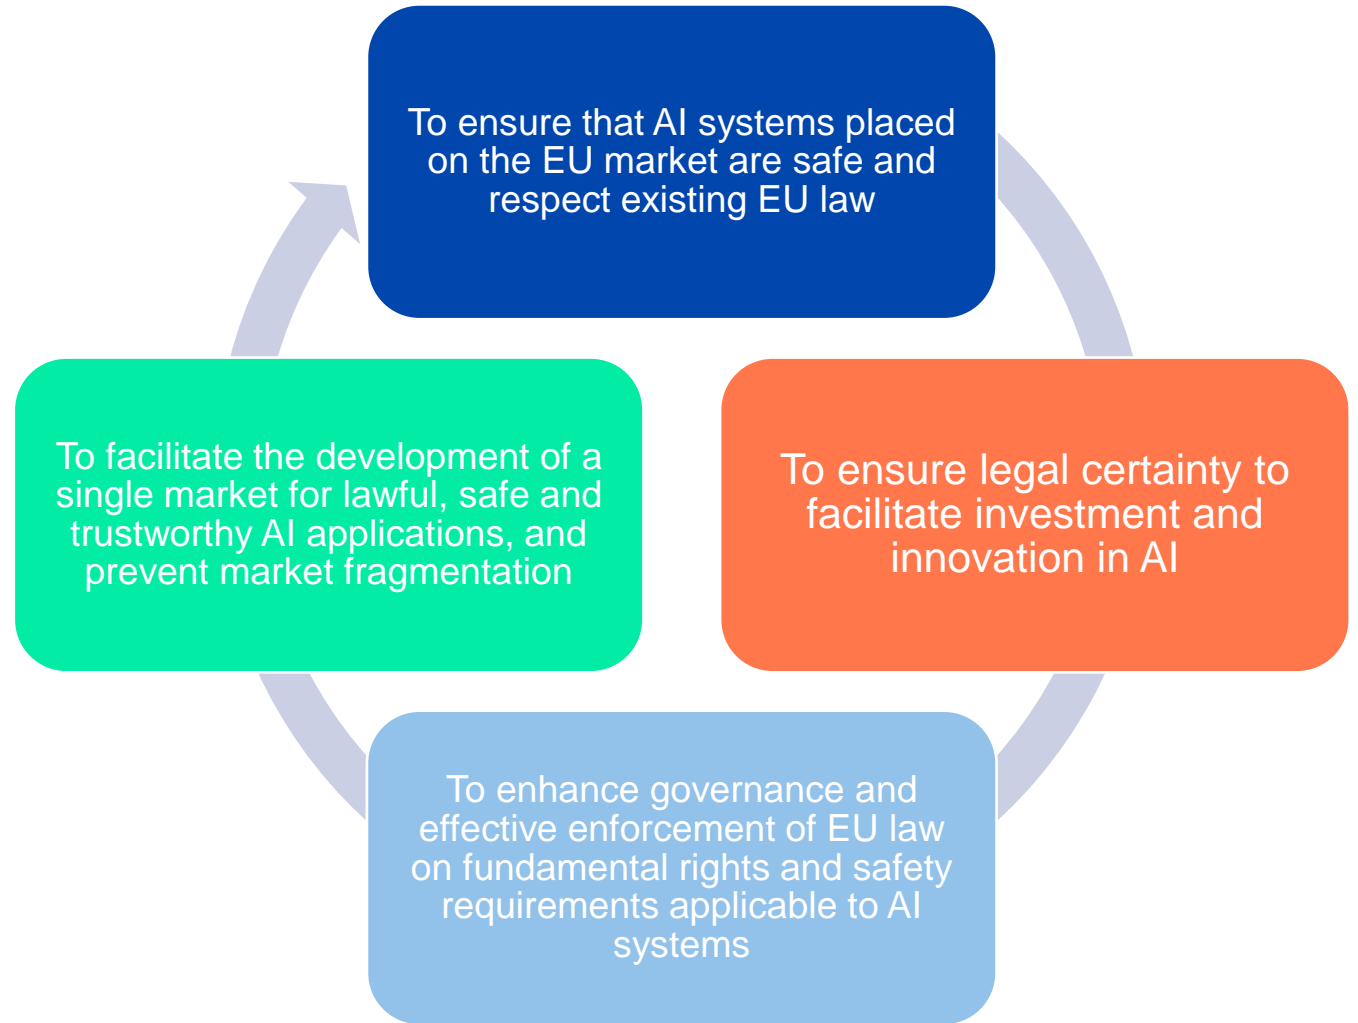 To ensure that AI systems placed
on the EU market are safe and
respect existing EU law
To ensure legal certainty to
facilitate investment and
innovation in AI
To enhance governance and
effective enforcement of EU law
on fundamental rights and safety
requirements applicable to AI
systems
To facilitate the development of a
single market for lawful, safe and
trustworthy AI applications, and
prevent market fragmentation